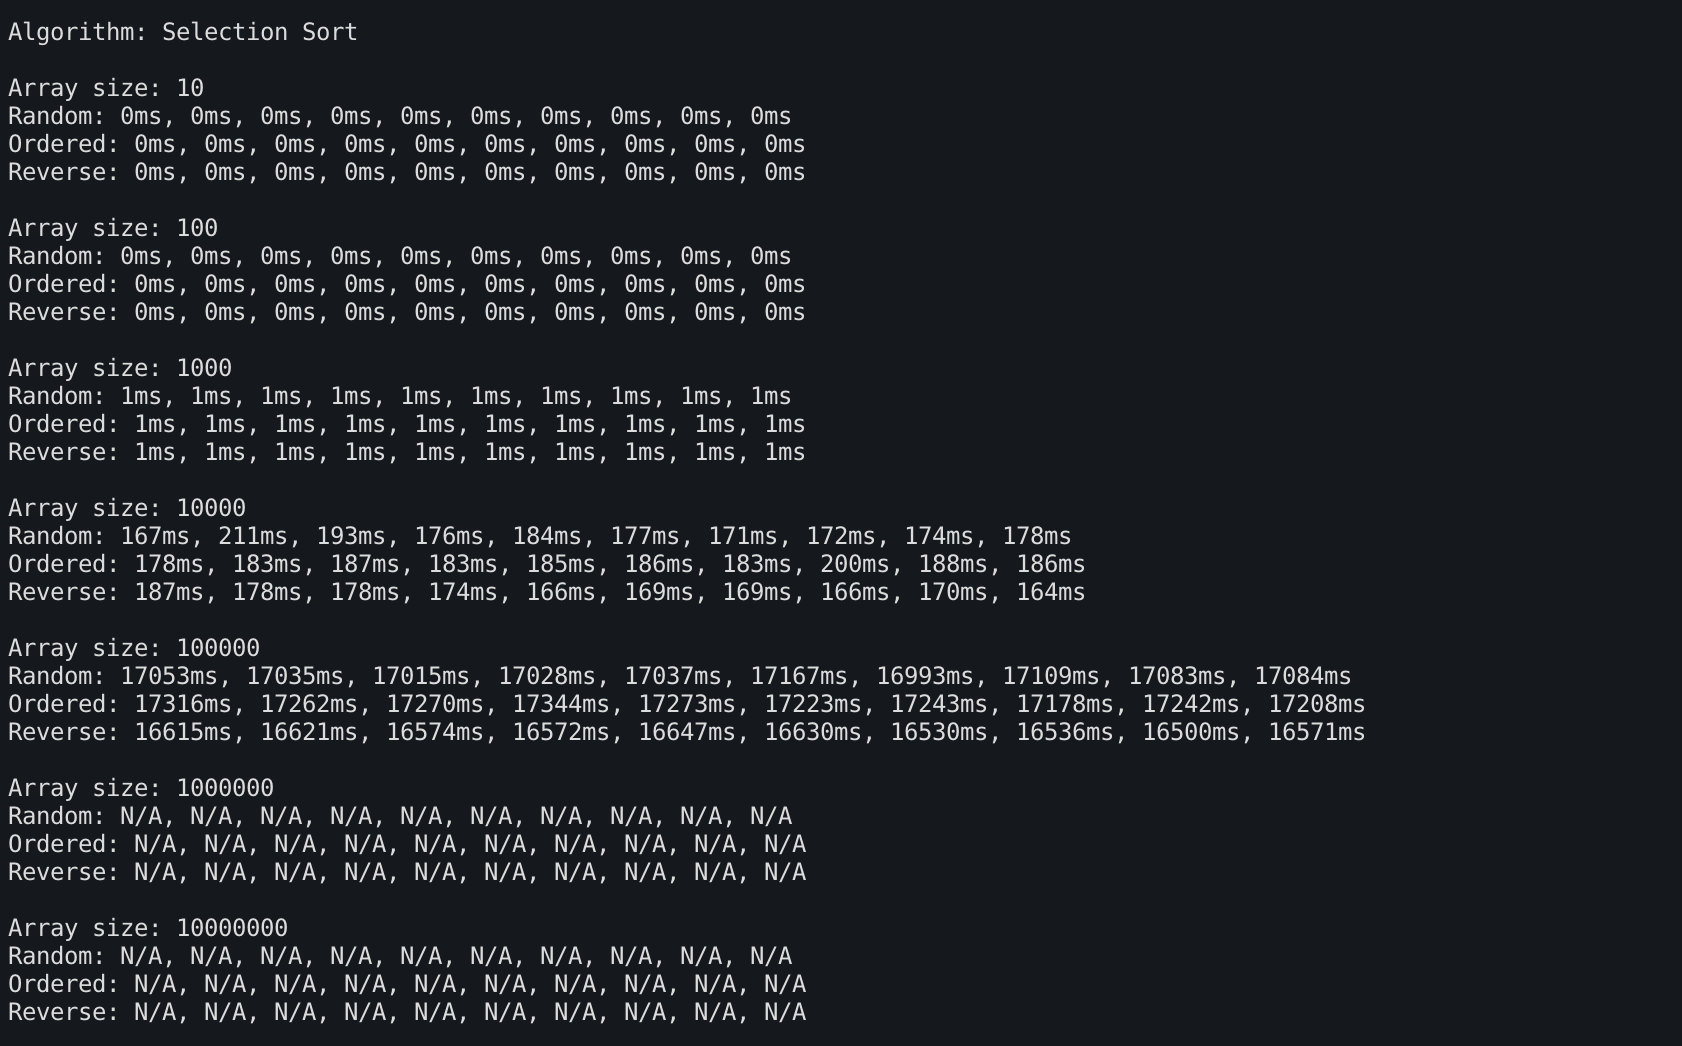 Algorithm: Selection Sort
Array size: 10
Random: 0ms, 0ms, 0ms, 0ms, 0ms, 0ms, 0ms, 0ms, 0ms, 0ms
Ordered: 0ms, 0ms, 0ms, 0ms, 0ms, 0ms, 0ms, 0ms, 0ms, 0ms
Reverse: 0ms, 0ms, 0ms, 0ms, 0ms, 0ms, 0ms, 0ms, 0ms, 0ms
Array size: 100
Random: 0ms, 0ms, 0ms, 0ms, 0ms, 0ms, 0ms, 0ms, 0ms, 0ms
Ordered: 0ms, 0ms, 0ms, 0ms, 0ms, 0ms, 0ms, 0ms, 0ms, 0ms
Reverse: 0ms, 0ms, 0ms, 0ms, 0ms, 0ms, 0ms, 0ms, 0ms, 0ms
Array size: 1000
Random: 1ms, 1ms, 1ms, 1ms, 1ms, 1ms, 1ms, 1ms, 1ms, 1ms
Ordered: 1ms, 1ms, 1ms, 1ms, 1ms, 1ms, 1ms, 1ms, 1ms, 1ms
Reverse: 1ms, 1ms, 1ms, 1ms, 1ms, 1ms, 1ms, 1ms, 1ms, 1ms
Array size: 10000
Random: 167ms, 211ms, 193ms, 176ms, 184ms, 177ms, 171ms, 172ms, 174ms, 178ms
Ordered: 178ms, 183ms, 187ms, 183ms, 185ms, 186ms, 183ms, 200ms, 188ms, 186ms
Reverse: 187ms, 178ms, 178ms, 174ms, 166ms, 169ms, 169ms, 166ms, 170ms, 164ms
Array size: 100000
Random: 17053ms, 17035ms, 17015ms, 17028ms, 17037ms, 17167ms, 16993ms, 17109ms, 17083ms, 17084ms
Ordered: 17316ms, 17262ms, 17270ms, 17344ms, 17273ms, 17223ms, 17243ms, 17178ms, 17242ms, 17208ms
Reverse: 16615ms, 16621ms, 16574ms, 16572ms, 16647ms, 16630ms, 16530ms, 16536ms, 16500ms, 16571ms
Array size: 1000000
Random: N/A, N/A, N/A, N/A, N/A, N/A, N/A, N/A, N/A, N/A
Ordered: N/A, N/A, N/A, N/A, N/A, N/A, N/A, N/A, N/A, N/A
Reverse: N/A, N/A, N/A, N/A, N/A, N/A, N/A, N/A, N/A, N/A
Array size: 10000000
Random: N/A, N/A, N/A, N/A, N/A, N/A, N/A, N/A, N/A, N/A
Ordered: N/A, N/A, N/A, N/A, N/A, N/A, N/A, N/A, N/A, N/A
Reverse: N/A, N/A, N/A, N/A, N/A, N/A, N/A, N/A, N/A, N/A